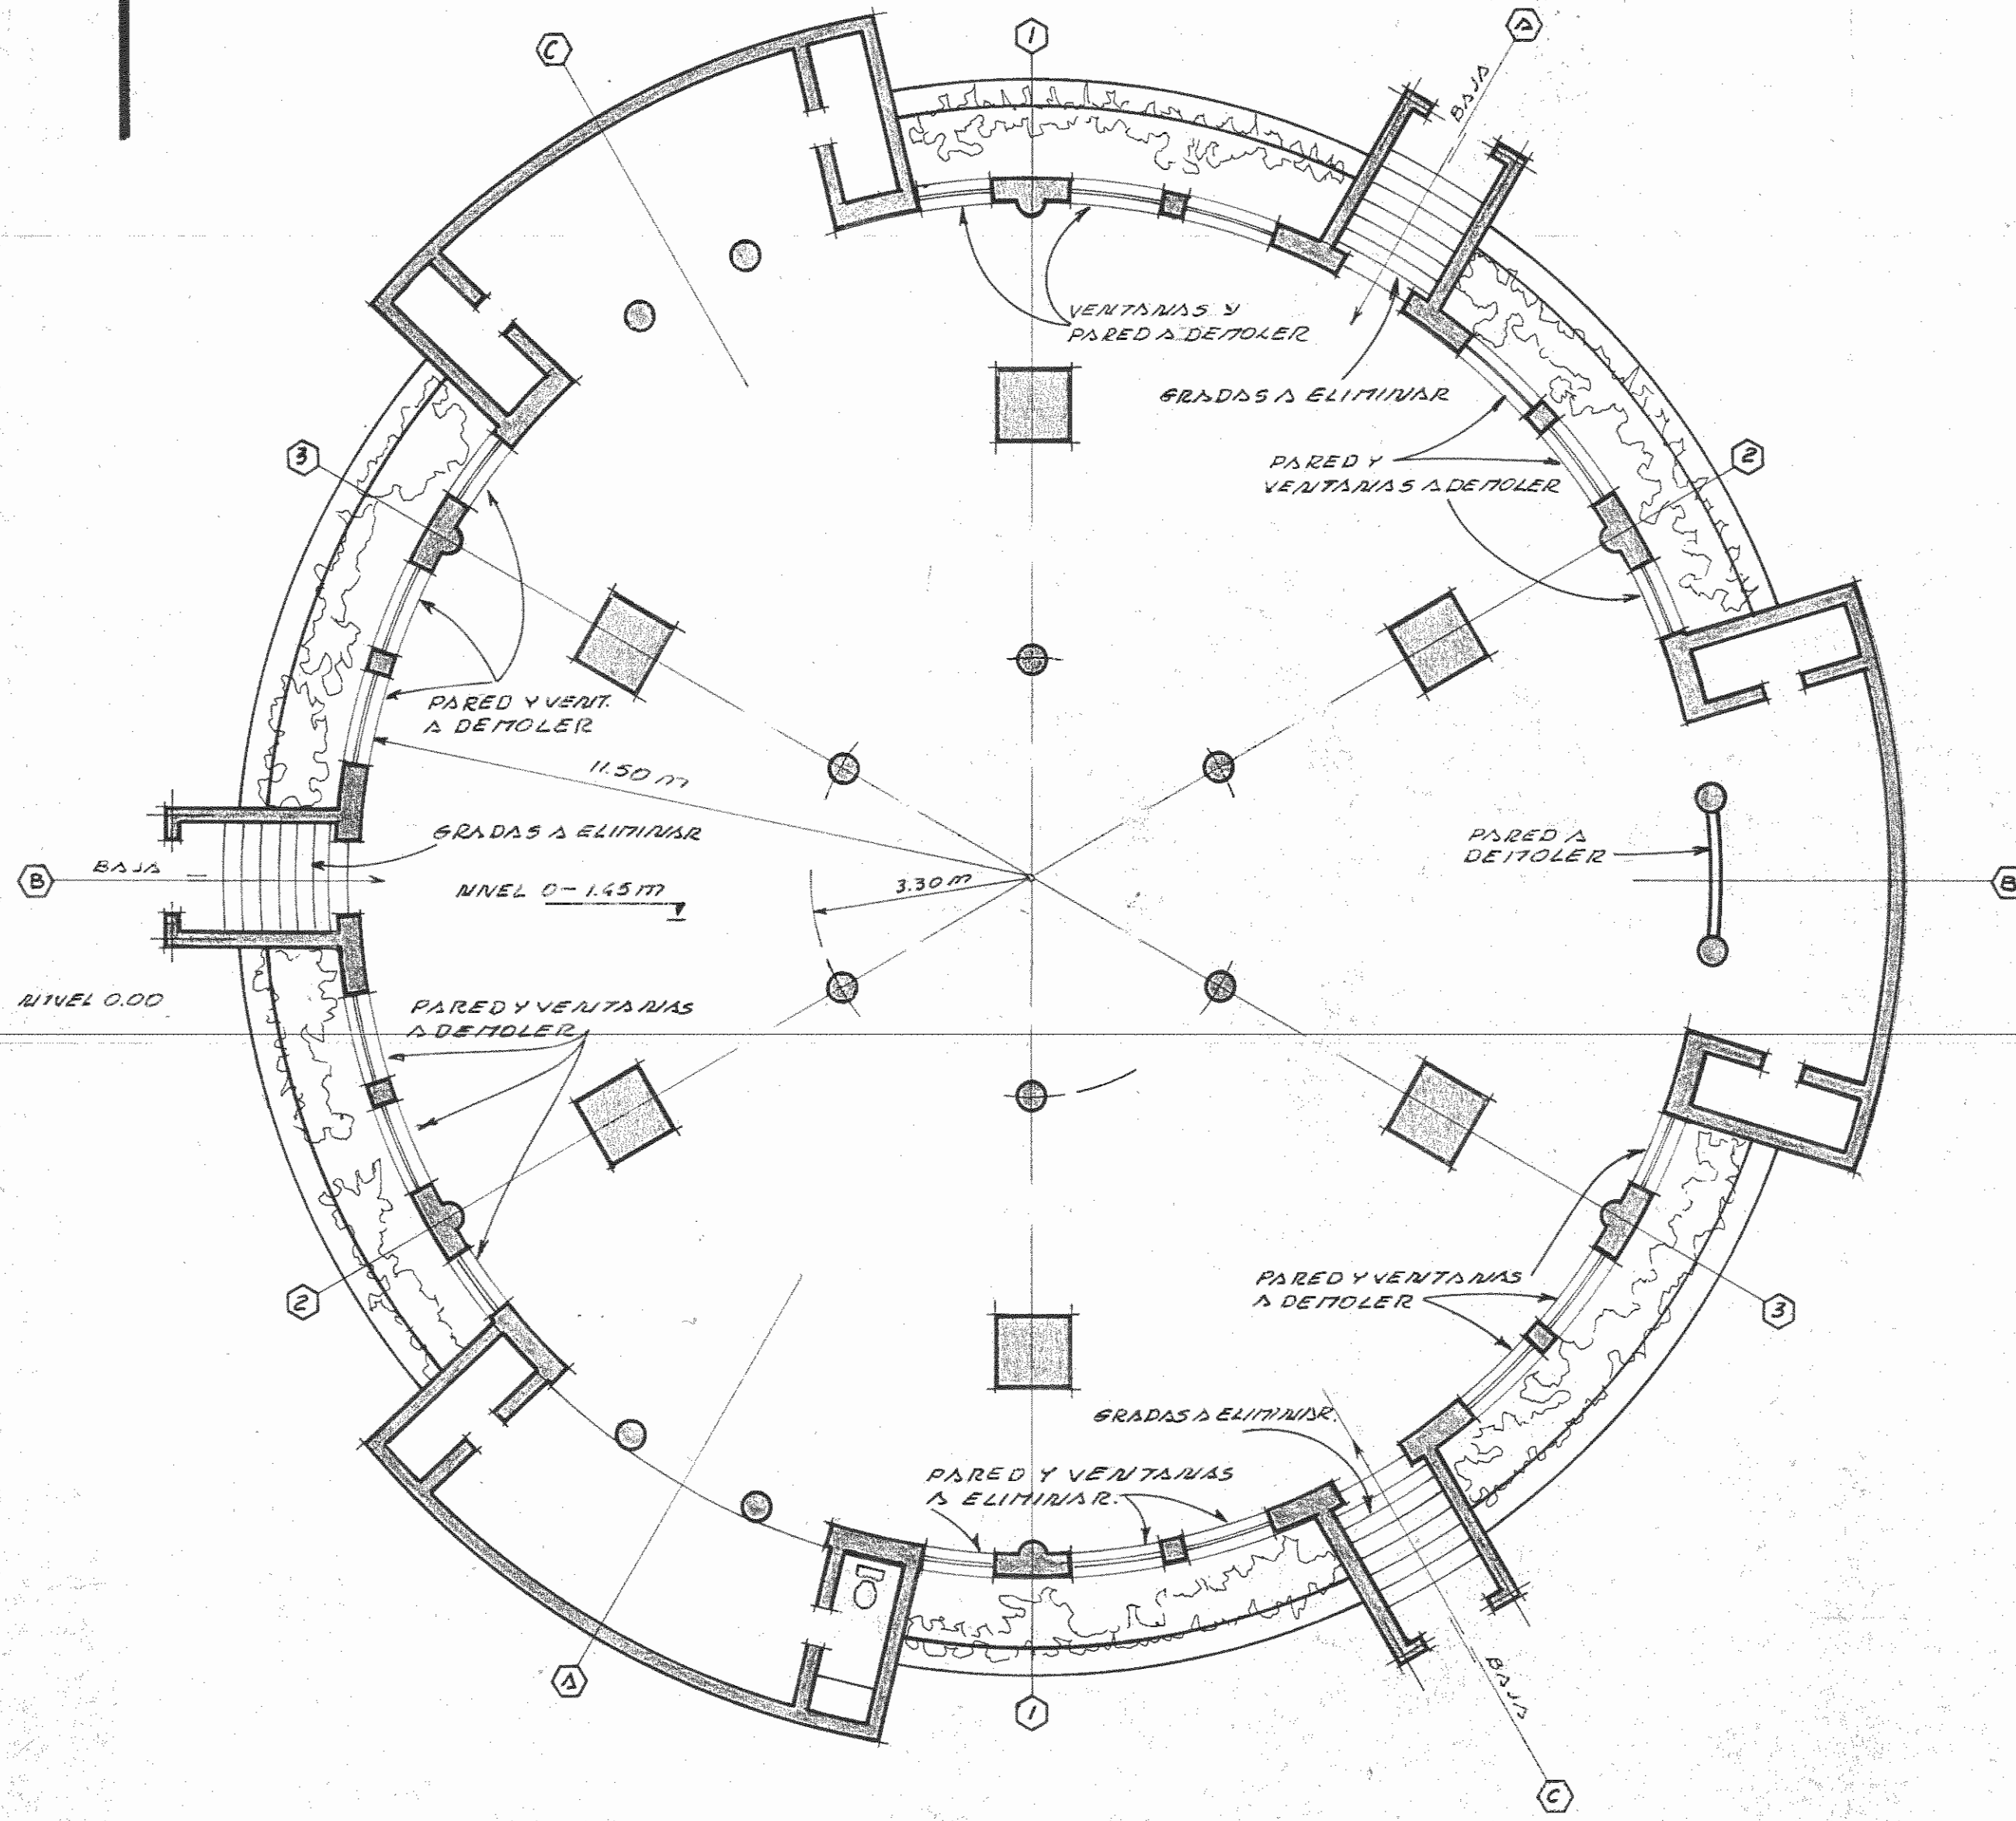 C
1
A
BAJA
VENTANAS Y
PARED A DEMOLER
GRADAS A ELIMINAR
3
PARED Y
VENTANAS A DEMOLER
2
PARED Y VENT.
A DEMOLER
11.50 m
GRADAS A ELIMINAR
PARED A
DEMOLER
B
BAJA
NIVEL 0-1.45 m
3.30 m
B
NIVEL 0.00
PARED Y VENTANAS
A DEMOLER
2
PARED Y VENTANAS
A DEMOLER
3
GRADAS A ELIMINAR.
PARED Y VENTANAS
A ELIMINAR.
A
1
BAJA
C